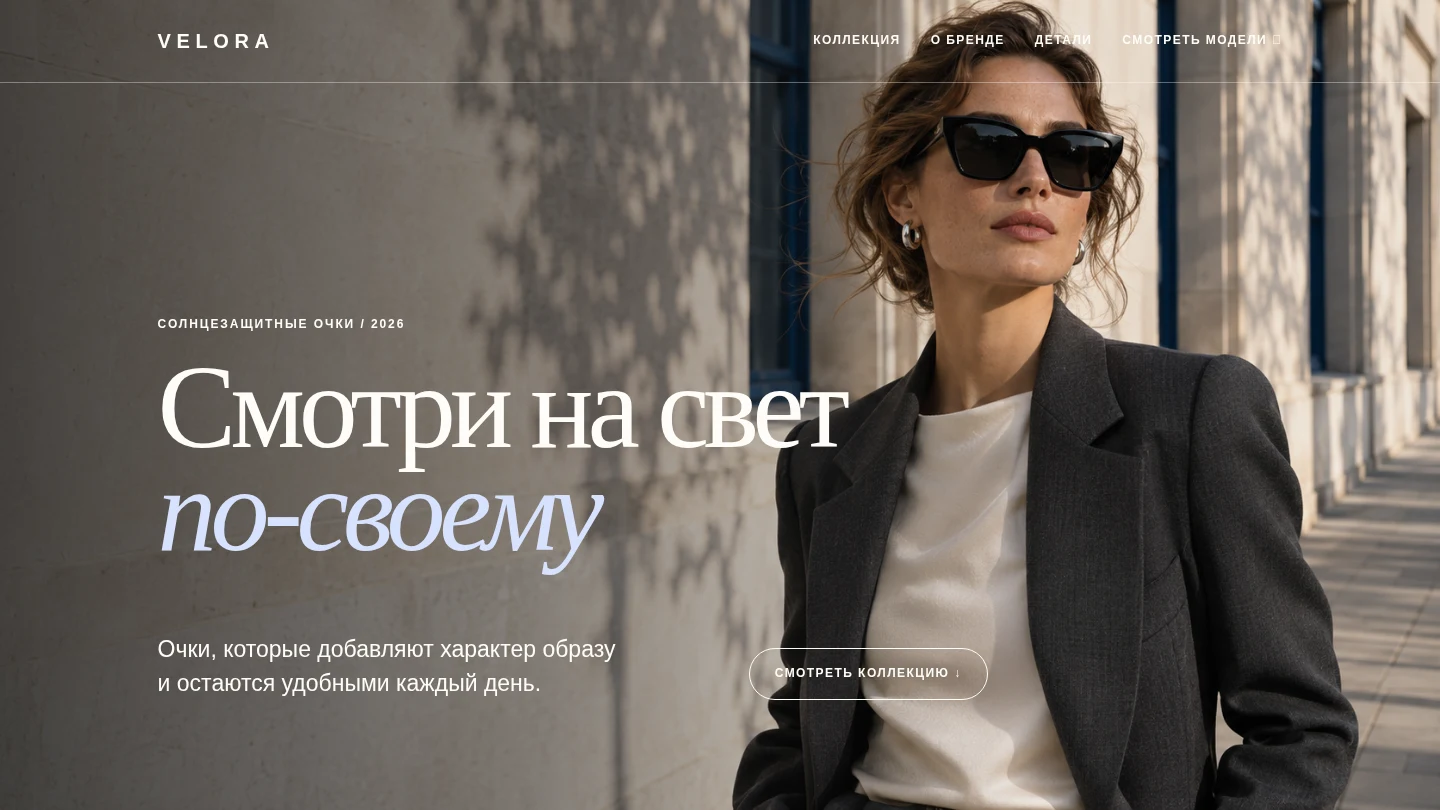 VELORA
КОЛЛЕКЦИЯ О БРЕНДЕ ДЕТАЛИ СМОТРЕТЬ МОДЕЛИ
СОЛНЦЕЗАЩИТНЫЕ ОЧКИ / 2026
Смотри на свет
по-своему
Очки, которые добавляют характер образу
и остаются удобными каждый день.
СМОТРЕТЬ КОЛЛЕКЦИЮ ↓